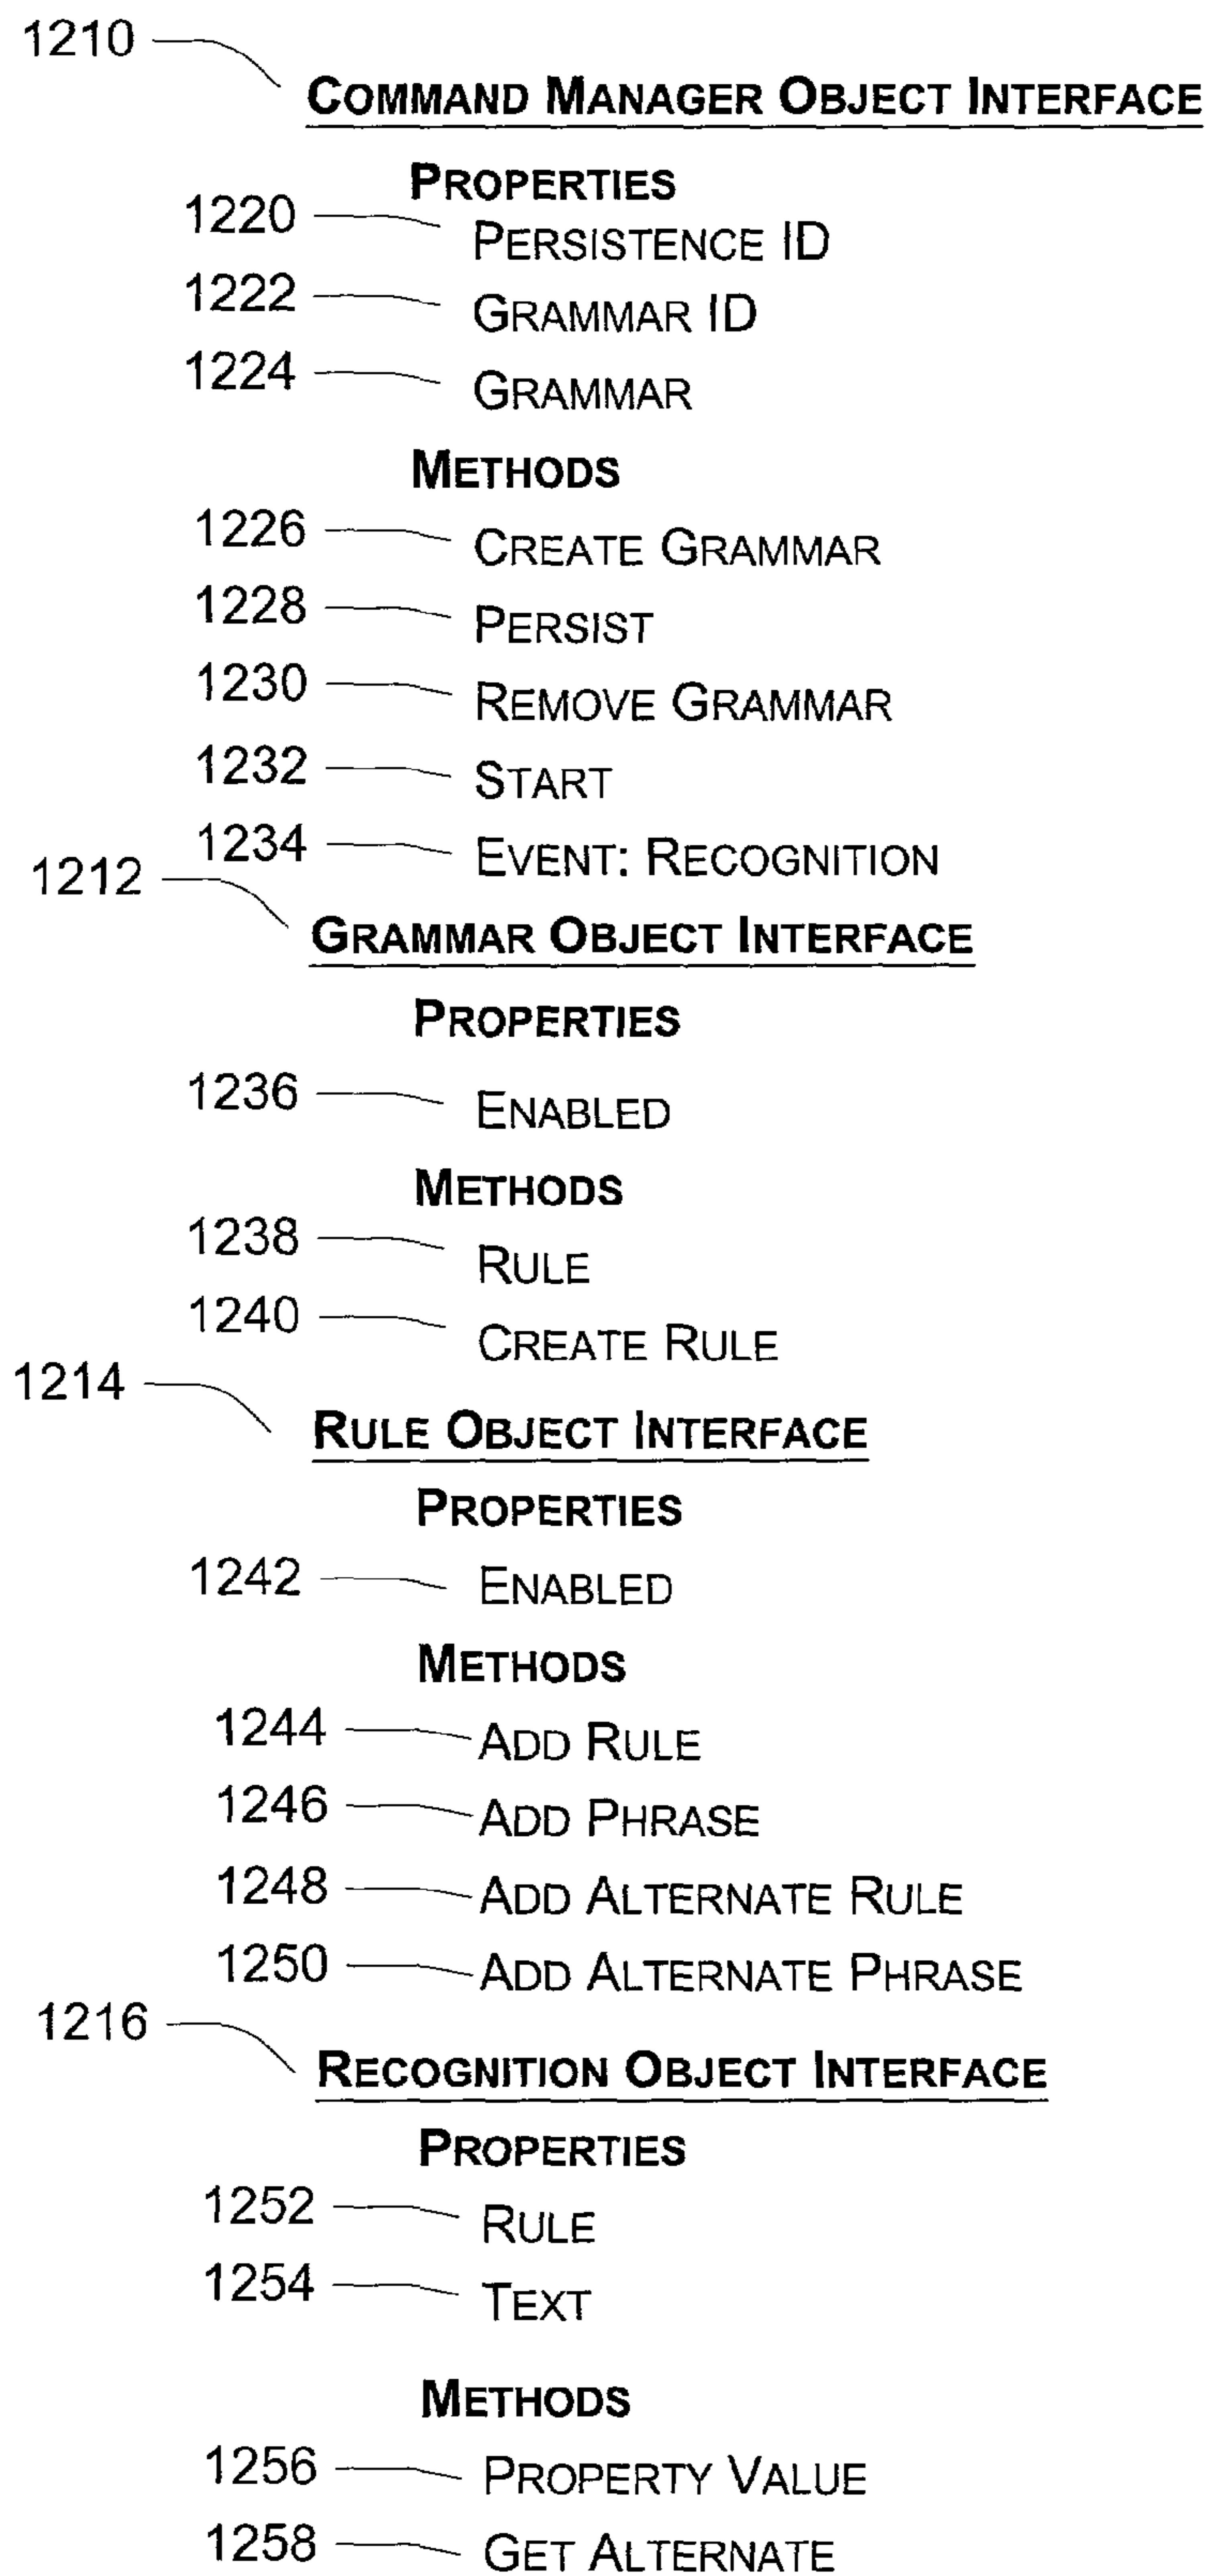 1210
COMMAND MANAGER OBJECT INTERFACE
PROPERTIES
1220 PERSISTENCE ID
1222 GRAMMAR ID
1224 GRAMMAR
METHODS
1226 CREATE GRAMMAR
1228 PERSIST
1230 REMOVE GRAMMAR
1232 START
1234 EVENT: RECOGNITION
1212
GRAMMAR OBJECT INTERFACE
PROPERTIES
1236 ENABLED
METHODS
1238 RULE
1240 CREATE RULE
1214
RULE OBJECT INTERFACE
PROPERTIES
1242 ENABLED
METHODS
1244 ADD RULE
1246 ADD PHRASE
1248 ADD ALTERNATE RULE
1250 ADD ALTERNATE PHRASE
1216
RECOGNITION OBJECT INTERFACE
PROPERTIES
1252 RULE
1254 TEXT
METHODS
1256 PROPERTY VALUE
1258 GET ALTERNATE